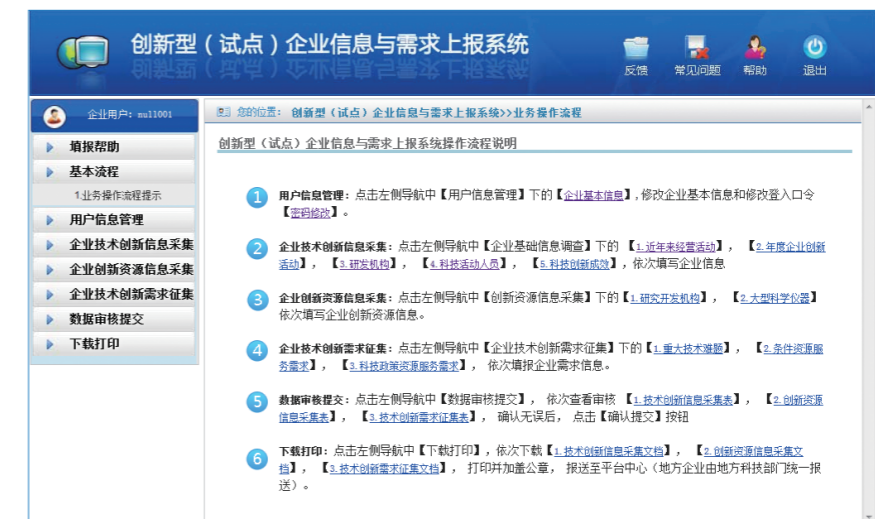 创新型（试点）企业信息与需求上报系统
反馈 常见问题 帮助 退出
企业用户: null001
您的位置： 创新型（试点）企业信息与需求上报系统>>业务操作流程
填报帮助
基本流程
1.业务操作流程提示
用户信息管理
企业技术创新信息采集
企业创新资源信息采集
企业技术创新需求征集
数据审核提交
下载打印
创新型（试点）企业信息与需求上报系统操作流程说明
1 用户信息管理：点击左侧导航中【用户信息管理】下的【企业基本信息】,修改企业基本信息和修改登入口令
【密码修改】。
2 企业技术创新信息采集：点击左侧导航中【企业基础信息调查】下的 【1.近年来经营活动】， 【2.年度企业创新
活动】， 【3.研发机构】， 【4.科技活动人员】， 【5.科技创新成效】，依次填写企业信息
3 企业创新资源信息采集：点击左侧导航中【创新资源信息采集】下的【1.研究开发机构】， 【2.大型科学仪器】
依次填写企业创新资源信息。
4 企业技术创新需求征集：点击左侧导航中【企业技术创新需求征集】下的【1.重大技术难题】， 【2.条件资源服
务需求】， 【3.科技政策资源服务需求】， 依次填报企业需求信息。
5 数据审核提交：点击左侧导航中【数据审核提交】， 依次查看审核 【1.技术创新信息采集表】， 【2.创新资源
信息采集表】， 【3.技术创新需求征集表】， 确认无误后， 点击【确认提交】按钮
6 下载打印：点击左侧导航中【下载打印】，依次下载【1.技术创新信息采集文档】， 【2.创新资源信息采集文
档】， 【3.技术创新需求征集文档】， 打印并加盖公章， 报送至平台中心（地方企业由地方科技部门统一报
送）。